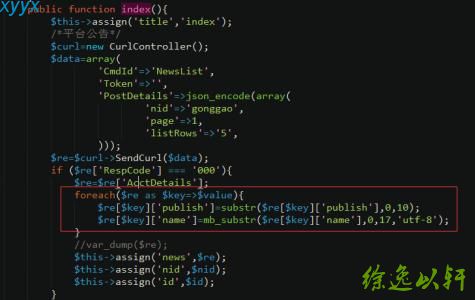 xyyx
public function index(){
$this->assign('title','index');
/*平台公告*/
$curl=new CurlController();
$data=array(
'CmdId'=>'NewsList',
'Token'=>'',
'PostDetails'=>json_encode(array(
'nid'=>'gonggao',
'page'=>1,
'listRows'=>'5',
)));
$re=$curl->SendCurl($data);
if ($re['RespCode'] === '000'){
$re=$re['AcctDetails'];
foreach($re as $key=>$value){
$re[$key]['publish']=substr($re[$key]['publish'],0,10);
$re[$key]['name']=mb_substr($re[$key]['name'],0,17,'utf-8');
}
//var_dump($re);
$this->assign('news',$re);
$this->assign('nid',$nid);
$this->assign('id',$id);
}
徐逸以轩